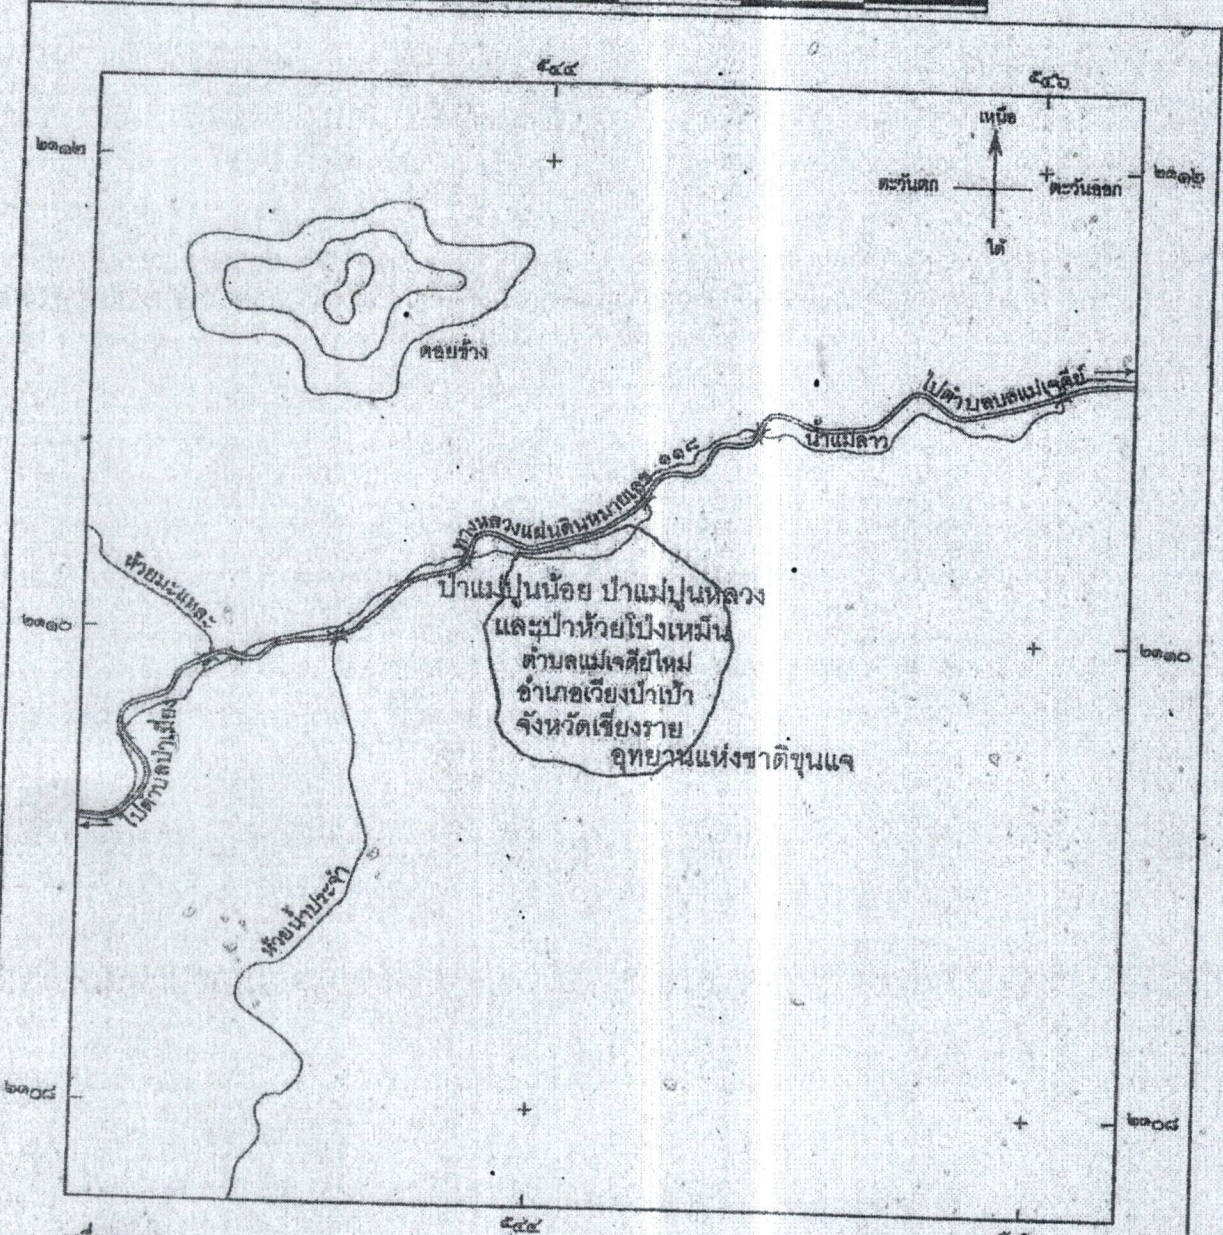 ๕๔๔
๕๔๖
เหนือ
๒๑๑๒
ตะวันตก
ตะวันออก
๒๑๑๒
ใต้
ดอยช้าง
ไปตำบลบลแม่เจดีย์
น้ำแม่ลาว
ทางหลวงแผ่นดินหมายเลข ๑๑๘
ห้วยมะแหละ
ป่าแม่ปูนน้อย ป่าแม่ปูนหลวง
และป่าห้วยโป่งเหม็น
ตำบลแม่เจดีย์ใหม่
อำเภอเวียงป่าเป้า
จังหวัดเชียงราย
อุทยานแห่งชาติขุนแจ
๒๑๑๐
๒๑๑๐
ไปตำบลป่าเมี่ยง
ห้วยน้ำประจำ
๒๑๐๘
๒๑๐๘
๕๔๔